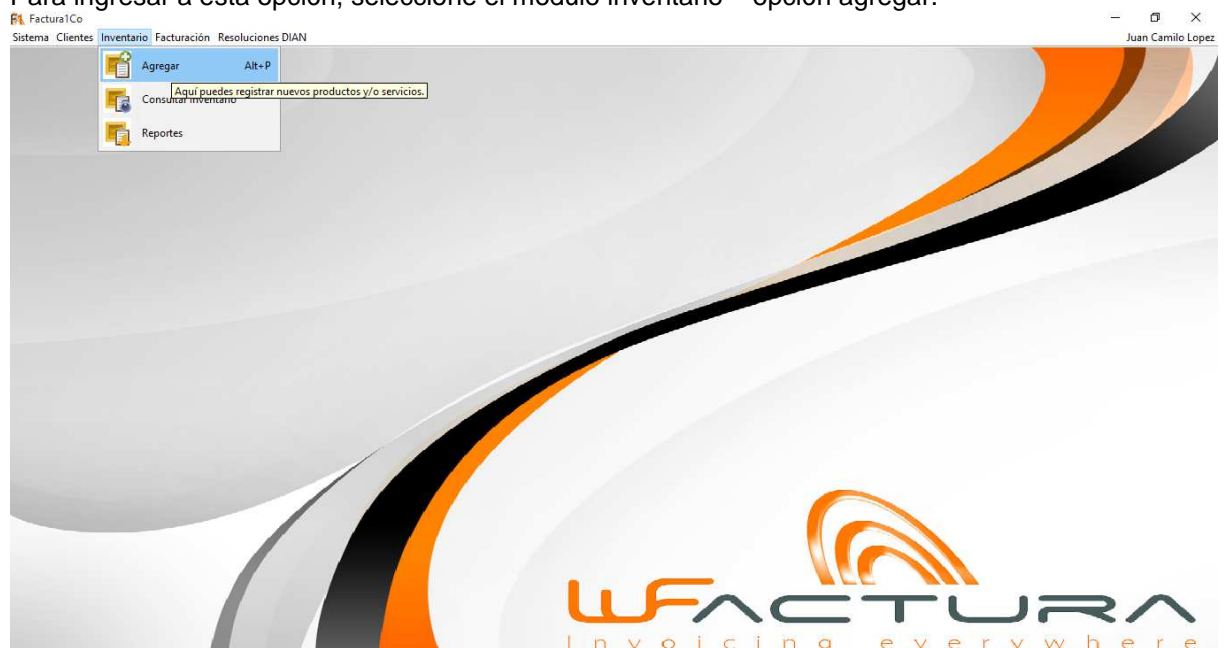 Para ingresar a esta opción, seleccione el módulo inventario – opción agregar.
Factura1Co
Sistema Clientes Inventario Facturación Resoluciones DIAN Juan Camilo Lopez
Agregar Alt+P
Aquí puedes registrar nuevos productos y/o servicios.
Consultar Inventario
Reportes
wFACTURA
Invoicing everywhere